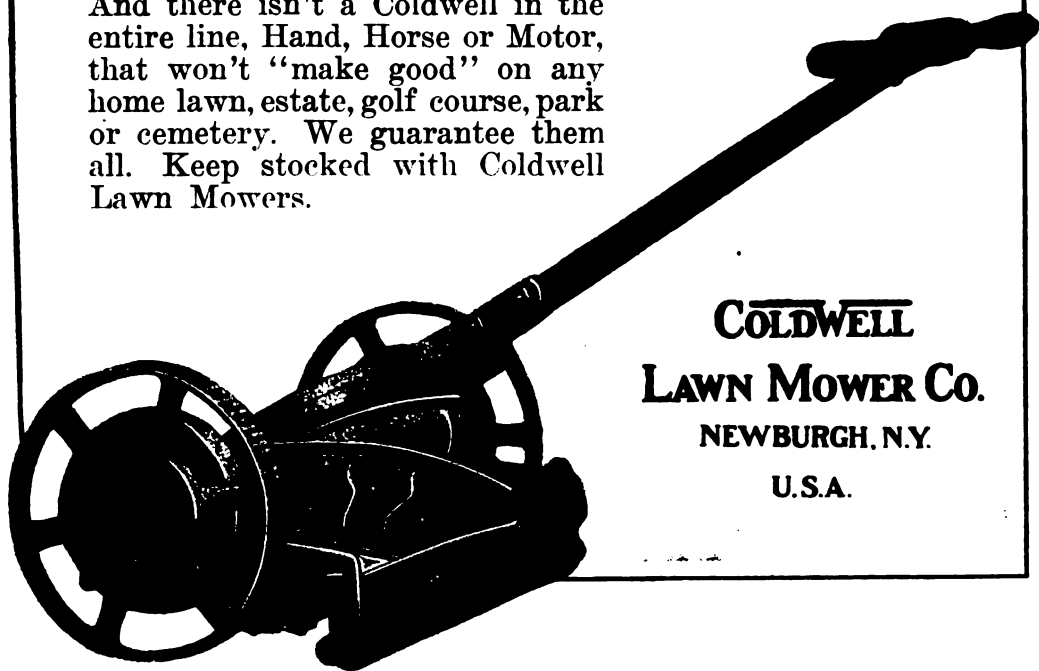 And there isn't a Coldwell in the
entire line, Hand, Horse or Motor,
that won't “make good” on any
home lawn, estate, golf course, park
or cemetery. We guarantee them
all. Keep stocked with Coldwell
Lawn Mowers.
COLDWELL
LAWN MOWER CO.
NEWBURGH, N.Y.
U.S.A.